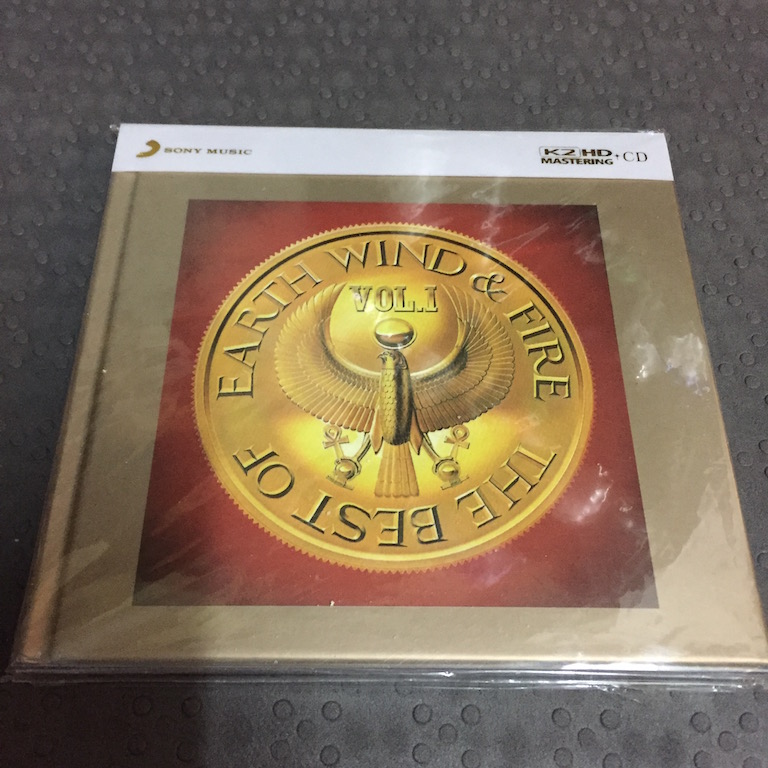 SONY MUSIC
K2 HD
MASTERING + CD
EARTH WIND & FIRE
VOL.I
THE BEST OF